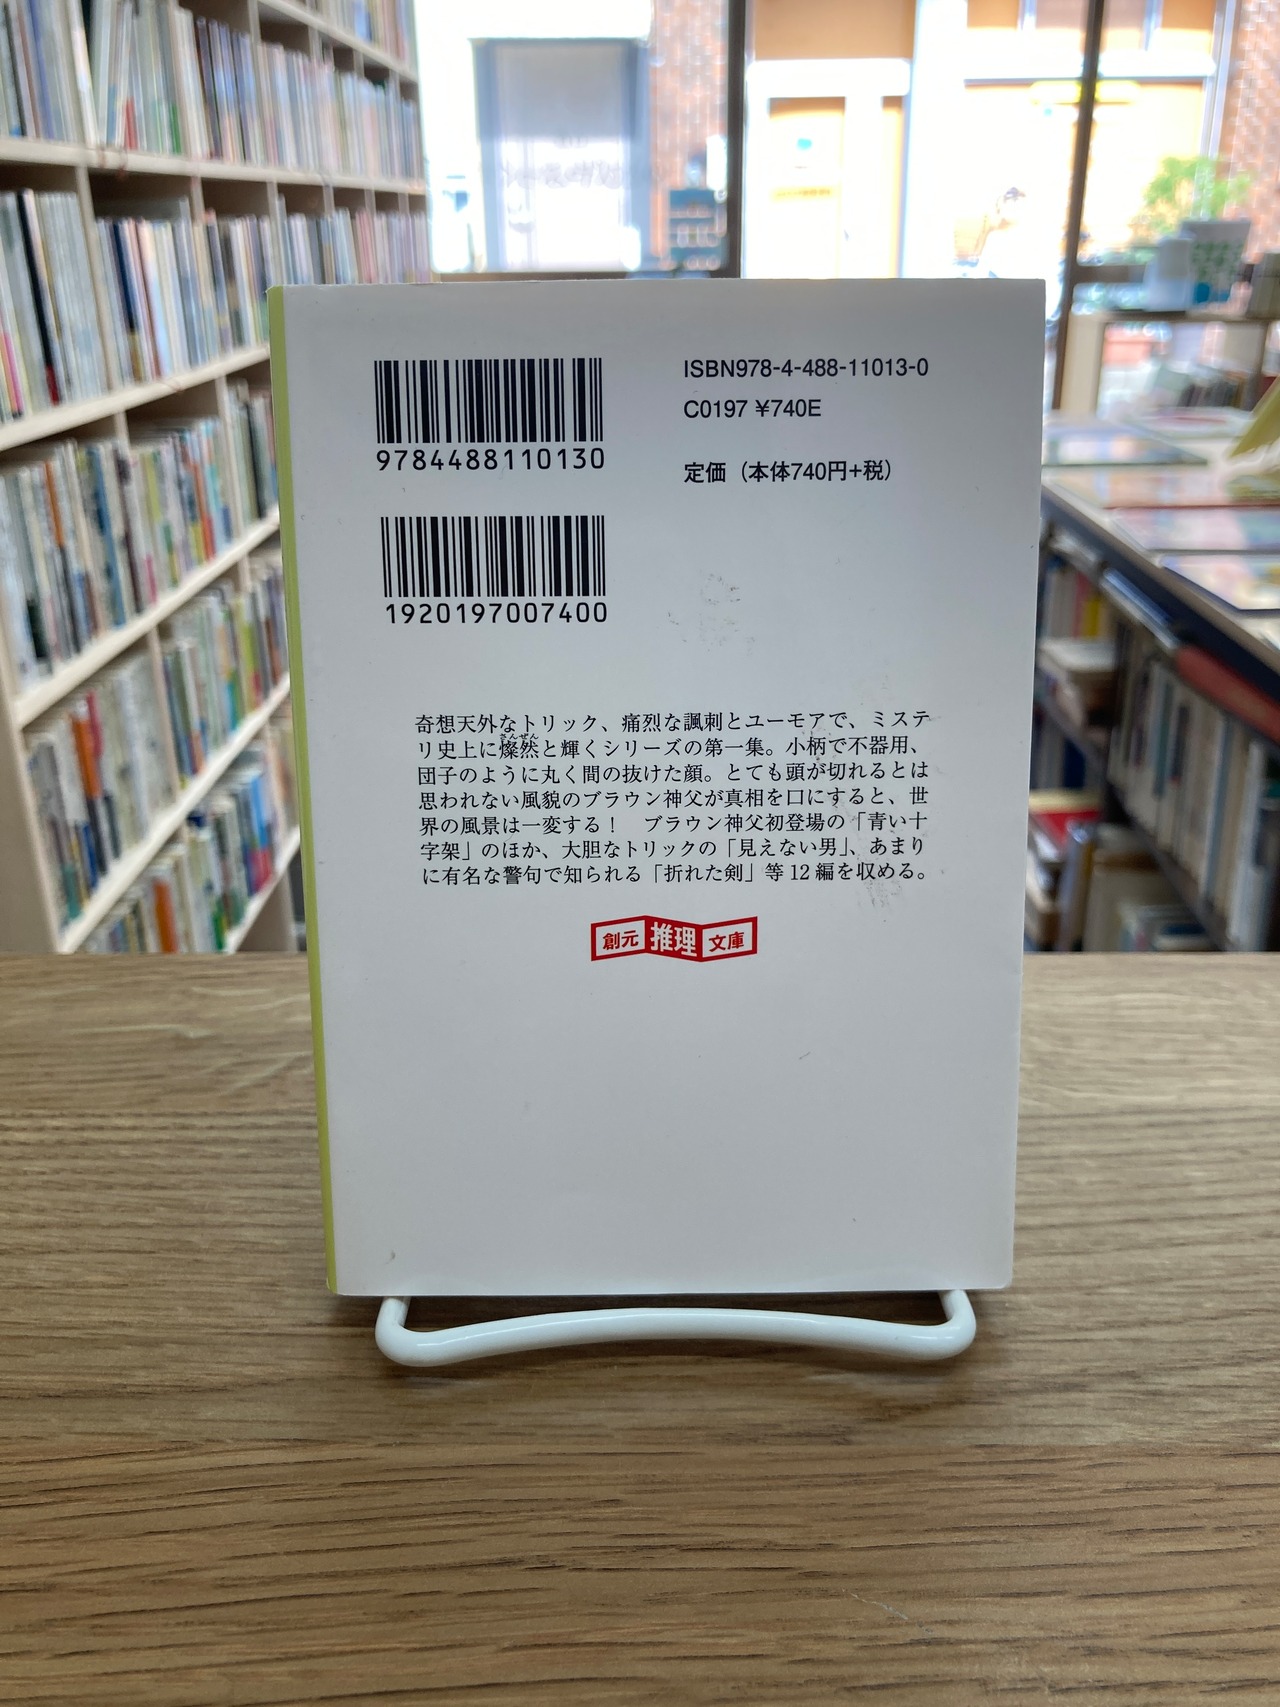 9784488110130
ISBN978-4-488-11013-0
C0197 ¥740E
定価（本体740円+税）
1920197007400
奇想天外なトリック、痛烈な諷刺とユーモアで、ミステ
さんぜん
リ史上に燦然と輝くシリーズの第一集。小柄で不器用、
団子のように丸く間の抜けた顔。とても頭が切れるとは
思われない風貌のブラウン神父が真相を口にすると、世
界の風景は一変する！　ブラウン神父初登場の「青い十
字架」のほか、大胆なトリックの「見えない男」、あまり
に有名な警句で知られる「折れた剣」等12編を収める。
創元推理文庫